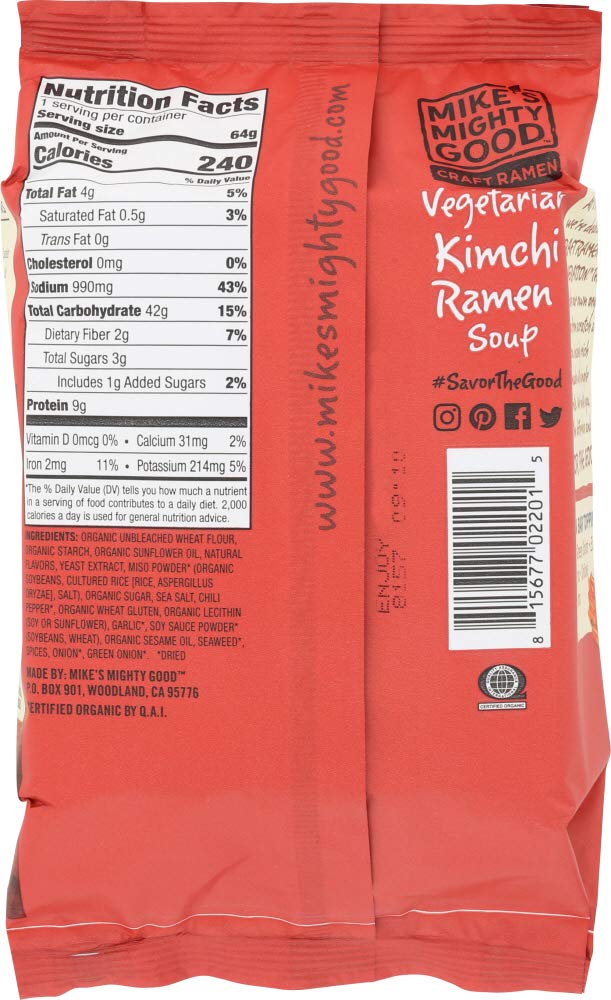 Nutrition Facts
1 serving per container
Serving size 64g
Amount Per Serving
Calories 240
% Daily Value
Total Fat 4g 5%
Saturated Fat 0.5g 3%
Trans Fat 0g
Cholesterol 0mg 0%
Sodium 990mg 43%
Total Carbohydrate 42g 15%
Dietary Fiber 2g 7%
Total Sugars 3g
Includes 1g Added Sugars 2%
Protein 9g
Vitamin D 0mcg 0% • Calcium 31mg 2%
Iron 2mg 11% • Potassium 214mg 5%
*The % Daily Value (DV) tells you how much a nutrient
in a serving of food contributes to a daily diet. 2,000
calories a day is used for general nutrition advice.
INGREDIENTS: ORGANIC UNBLEACHED WHEAT FLOUR,
ORGANIC STARCH, ORGANIC SUNFLOWER OIL, NATURAL
FLAVORS, YEAST EXTRACT, MISO POWDER* (ORGANIC
SOYBEANS, CULTURED RICE [RICE, ASPERGILLUS
ORYZAE], SALT), ORGANIC SUGAR, SEA SALT, CHILI
PEPPER*, ORGANIC WHEAT GLUTEN, ORGANIC LECITHIN
(SOY OR SUNFLOWER), GARLIC*, SOY SAUCE POWDER*
(SOYBEANS, WHEAT), ORGANIC SESAME OIL, SEAWEED*,
SPICES, ONION*, GREEN ONION*. *DRIED
MADE BY: MIKE'S MIGHTY GOOD™
P.O. BOX 901, WOODLAND, CA 95776
CERTIFIED ORGANIC BY Q.A.I.
www.mikesmightygood.com
MIKE'S
MIGHTY
GOOD™
CRAFT RAMEN
Vegetarian
Kimchi
Ramen
Soup
#SavorTheGood
ENJOY
8 15677 02201 5
CERTIFIED ORGANIC